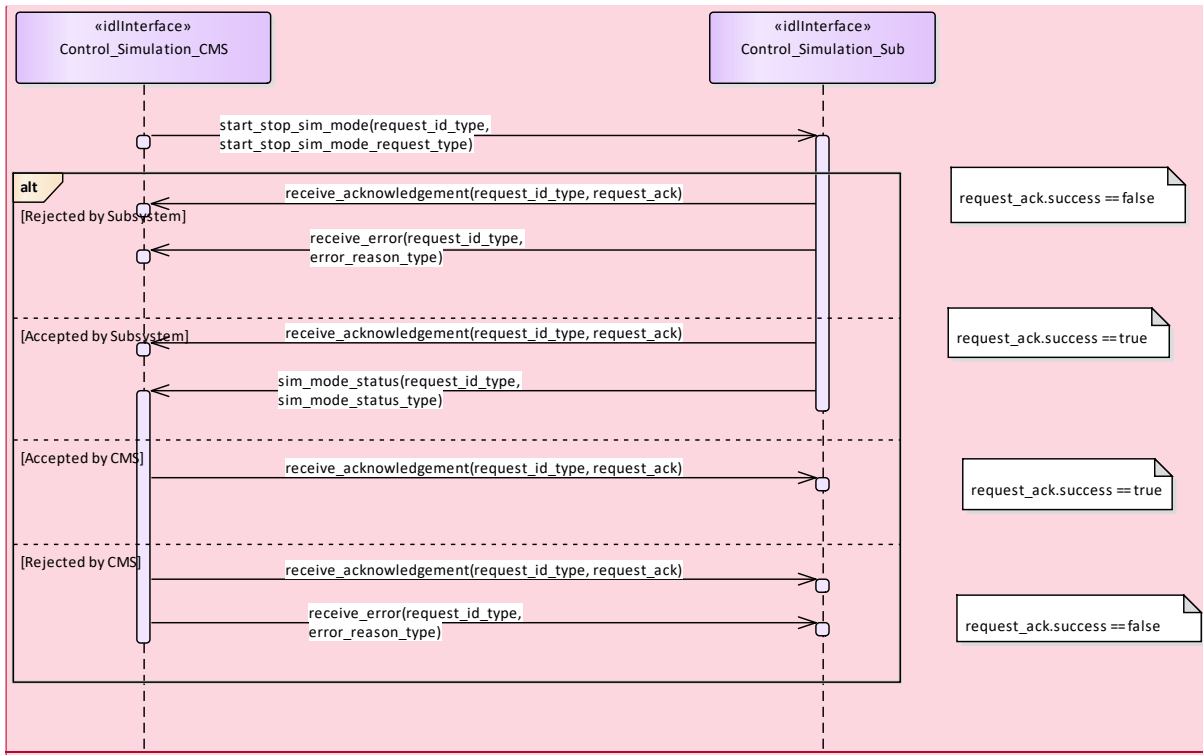 «idlInterface»
Control_Simulation_CMS
«idlInterface»
Control_Simulation_Sub
start_stop_sim_mode(request_id_type,
start_stop_sim_mode_request_type)
alt
[Rejected by Subsystem]
receive_acknowledgement(request_id_type, request_ack)
request_ack.success == false
receive_error(request_id_type,
error_reason_type)
[Accepted by Subsystem]
receive_acknowledgement(request_id_type, request_ack)
request_ack.success == true
sim_mode_status(request_id_type,
sim_mode_status_type)
[Accepted by CMS]
receive_acknowledgement(request_id_type, request_ack)
request_ack.success == true
[Rejected by CMS]
receive_acknowledgement(request_id_type, request_ack)
receive_error(request_id_type,
error_reason_type)
request_ack.success == false